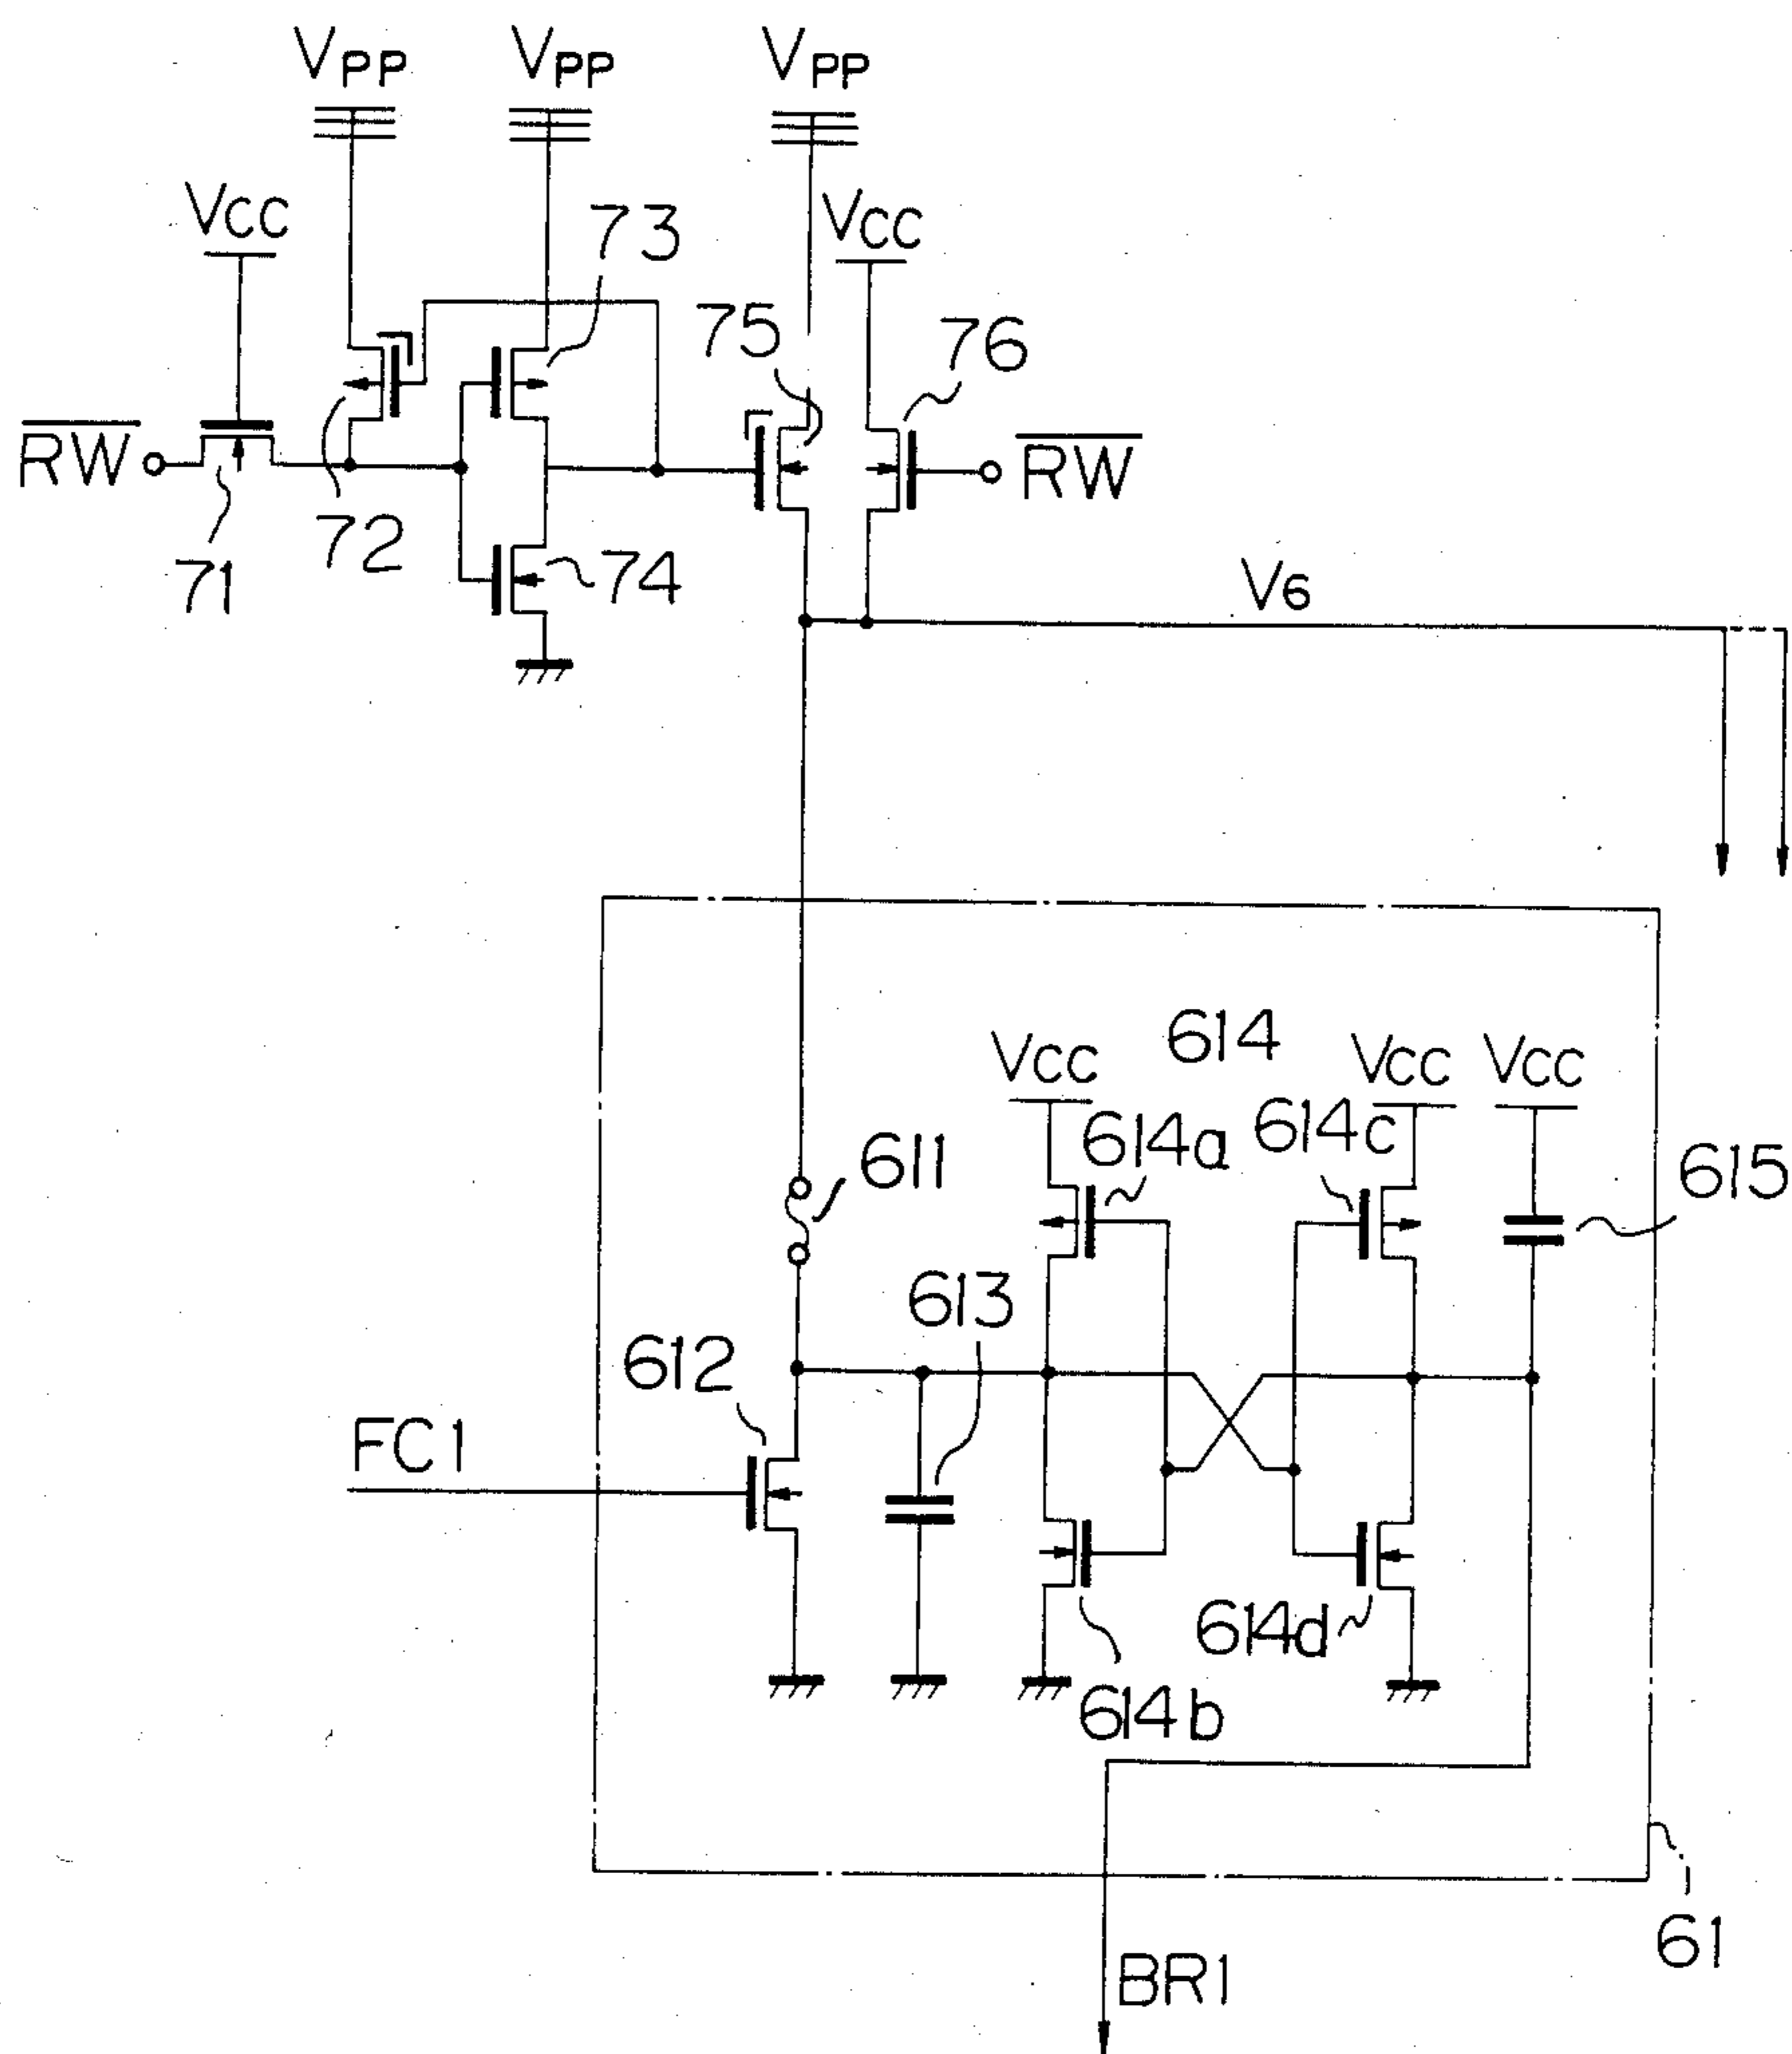 VPP
VPP
VPP
VCC
73
VCC
75
76
RW
RW
72
71
74
V6
VCC
614
VCC
VCC
614a
614c
611
615
613
612
FC1
614d
614b
61
BR1